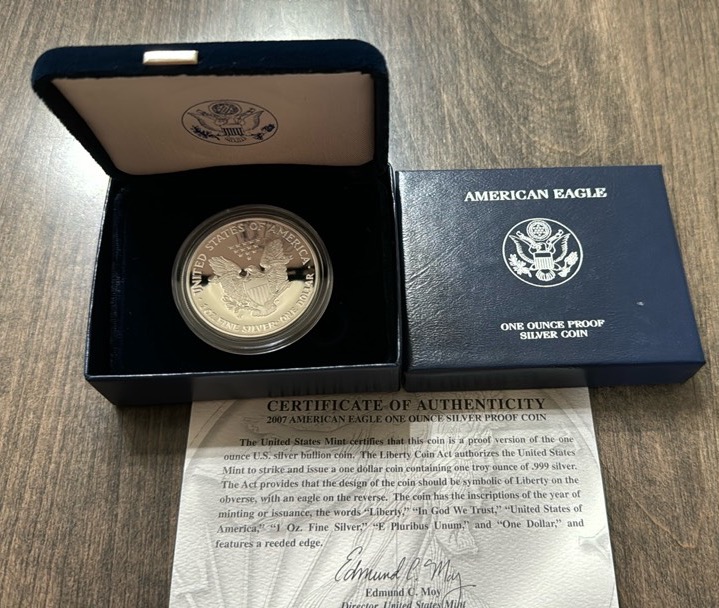 UNITED STATES OF AMERICA
1 OZ. FINE SILVER~ONE DOLLAR
AMERICAN EAGLE
ONE OUNCE PROOF
SILVER COIN
CERTIFICATE OF AUTHENTICITY
2007 AMERICAN EAGLE ONE OUNCE SILVER PROOF COIN
The United States Mint certifies that this coin is a proof version of the one
ounce U.S. silver bullion coin. The Liberty Coin Act authorizes the United States
Mint to strike and issue a one dollar coin containing one troy ounce of .999 silver.
The Act provides that the design of the coin should be symbolic of Liberty on the
obverse, with an eagle on the reverse. The coin has the inscriptions of the year of
minting or issuance, the words "Liberty," "In God We Trust," "United States of
America," "1 Oz. Fine Silver," "E Pluribus Unum," and "One Dollar," and
features a reeded edge.
Edmund C. Moy
Edmund C. Moy
Director, United States Mint